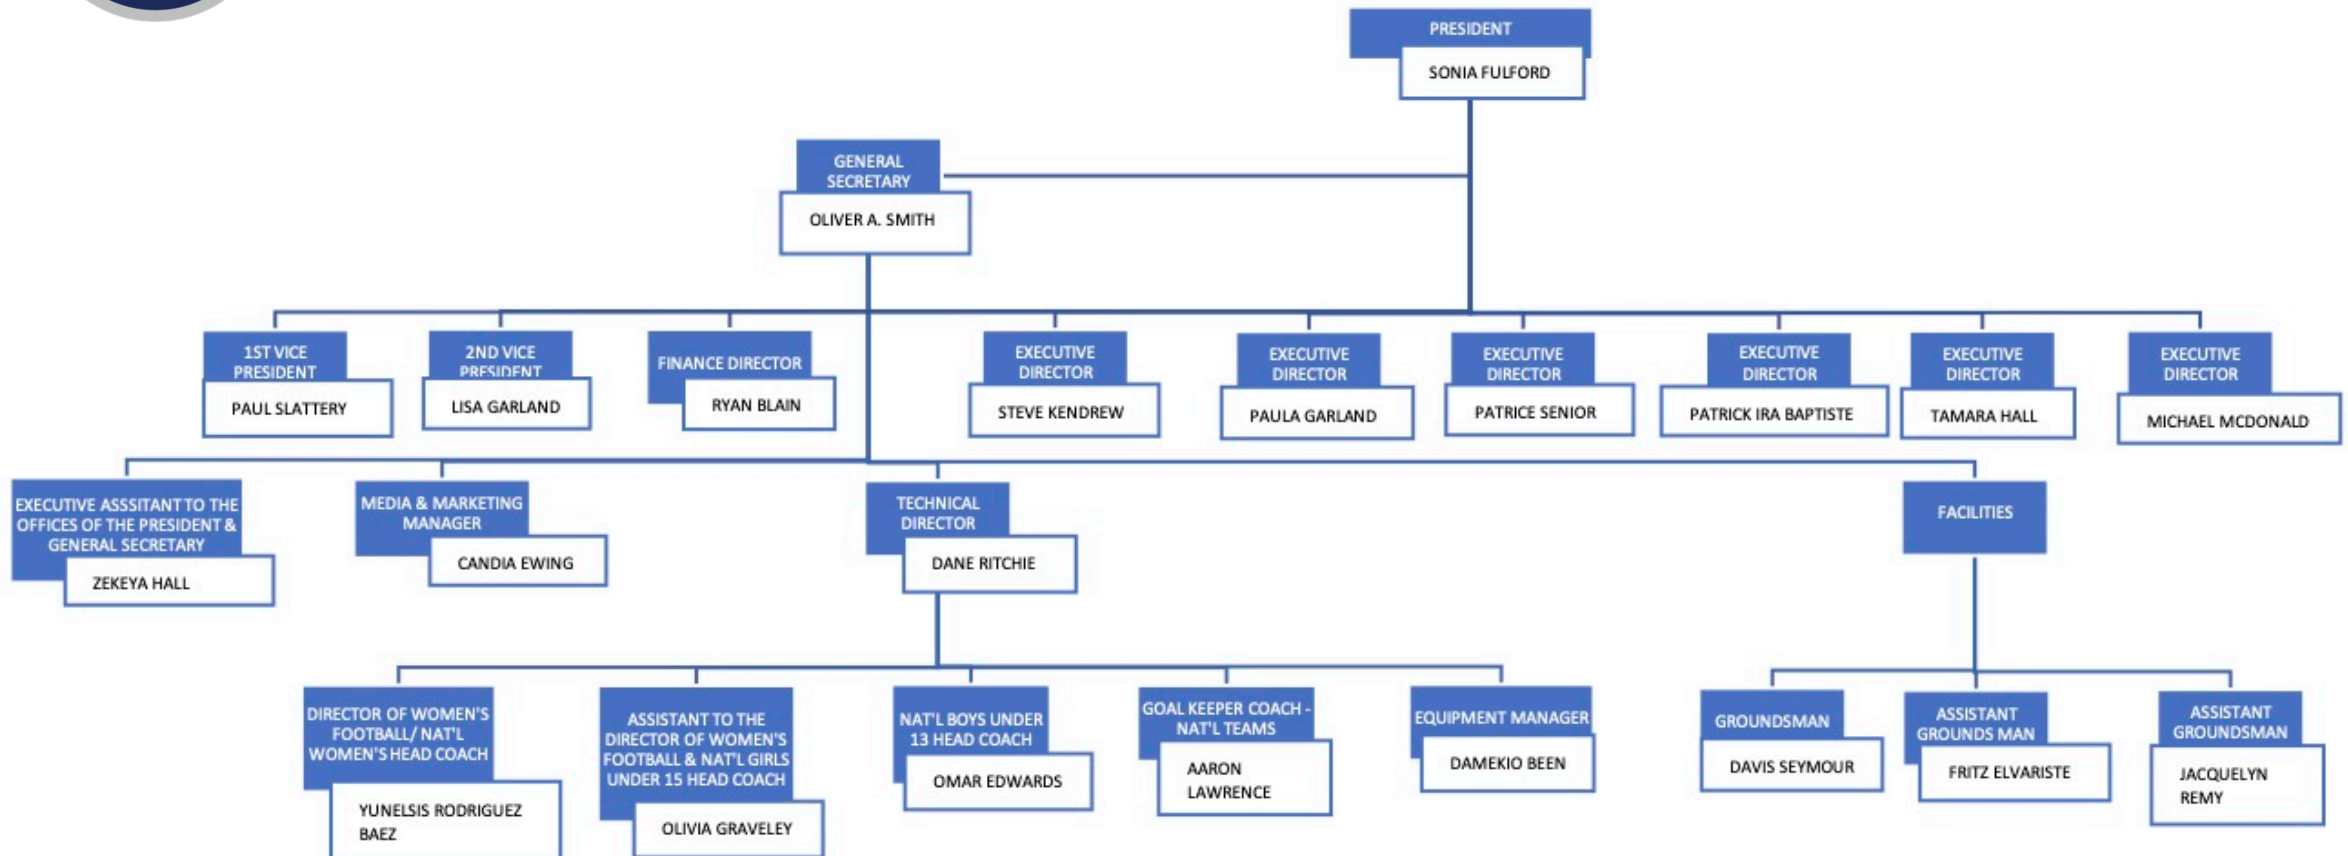 PRESIDENT
SONIA FULFORD
GENERAL
SECRETARY
OLIVER A. SMITH
1ST VICE
PRESIDENT
PAUL SLATTERY
2ND VICE
PRESIDENT
LISA GARLAND
FINANCE DIRECTOR
RYAN BLAIN
EXECUTIVE
DIRECTOR
STEVE KENDREW
EXECUTIVE
DIRECTOR
PAULA GARLAND
EXECUTIVE
DIRECTOR
PATRICE SENIOR
EXECUTIVE
DIRECTOR
PATRICK IRA BAPTISTE
EXECUTIVE
DIRECTOR
TAMARA HALL
EXECUTIVE
DIRECTOR
MICHAEL MCDONALD
EXECUTIVE ASSSITANT TO THE
OFFICES OF THE PRESIDENT &
GENERAL SECRETARY
ZEKEYA HALL
MEDIA & MARKETING
MANAGER
CANDIA EWING
TECHNICAL
DIRECTOR
DANE RITCHIE
FACILITIES
DIRECTOR OF WOMEN'S
FOOTBALL/ NAT'L
WOMEN'S HEAD COACH
YUNELSIS RODRIGUEZ
BAEZ
ASSISTANT TO THE
DIRECTOR OF WOMEN'S
FOOTBALL & NAT'L GIRLS
UNDER 15 HEAD COACH
OLIVIA GRAVELEY
NAT'L BOYS UNDER
13 HEAD COACH
OMAR EDWARDS
GOAL KEEPER COACH -
NAT'L TEAMS
AARON
LAWRENCE
EQUIPMENT MANAGER
DAMEKIO BEEN
GROUNDSMAN
DAVIS SEYMOUR
ASSISTANT
GROUNDS MAN
FRITZ ELVARISTE
ASSISTANT
GROUNDSMAN
JACQUELYN
REMY